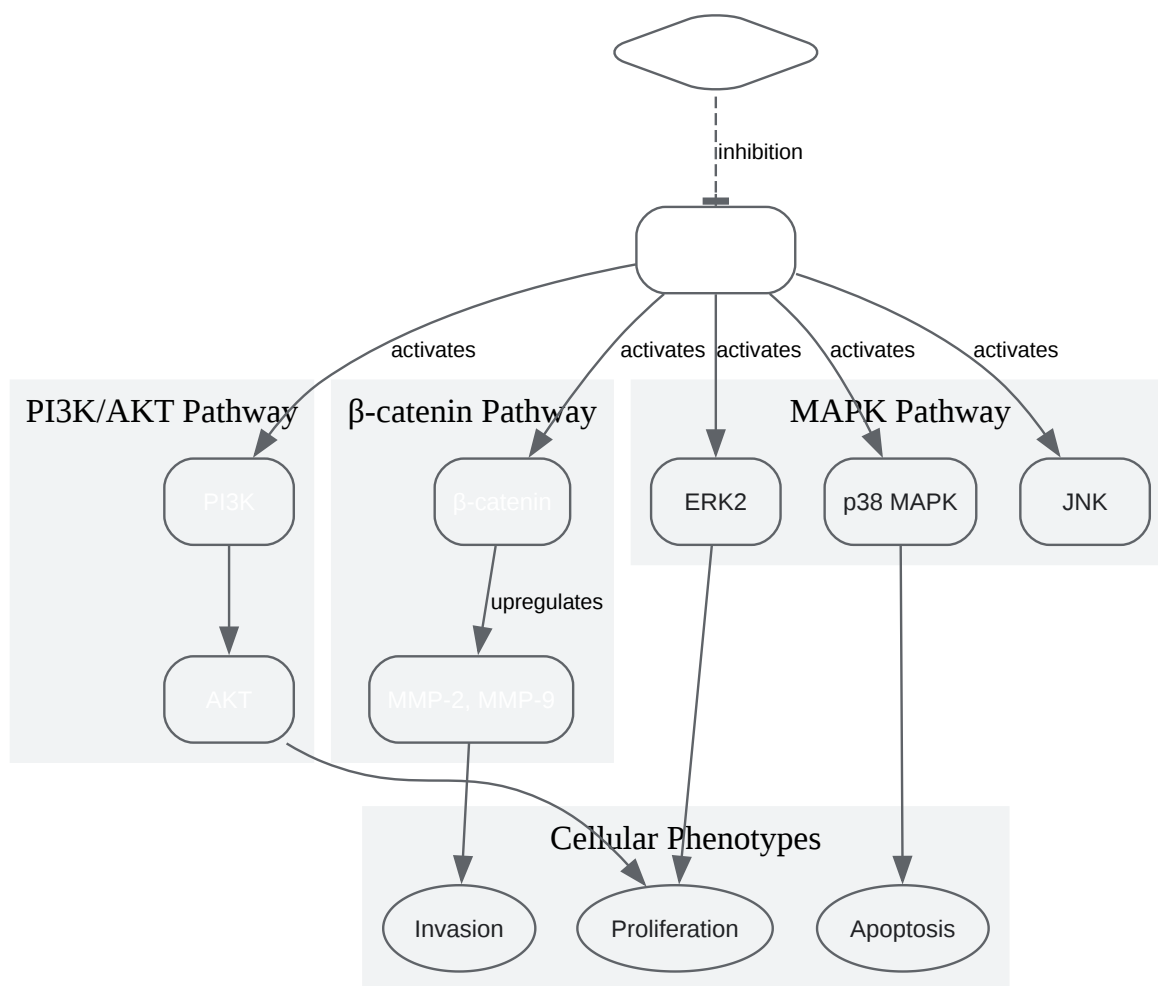 inhibition
activates
activates
activates
activates
activates
PI3K/AKT Pathway
β-catenin Pathway
MAPK Pathway
PI3K
β-catenin
ERK2
p38 MAPK
JNK
upregulates
AKT
MMP-2, MMP-9
Cellular Phenotypes
Invasion
Proliferation
Apoptosis